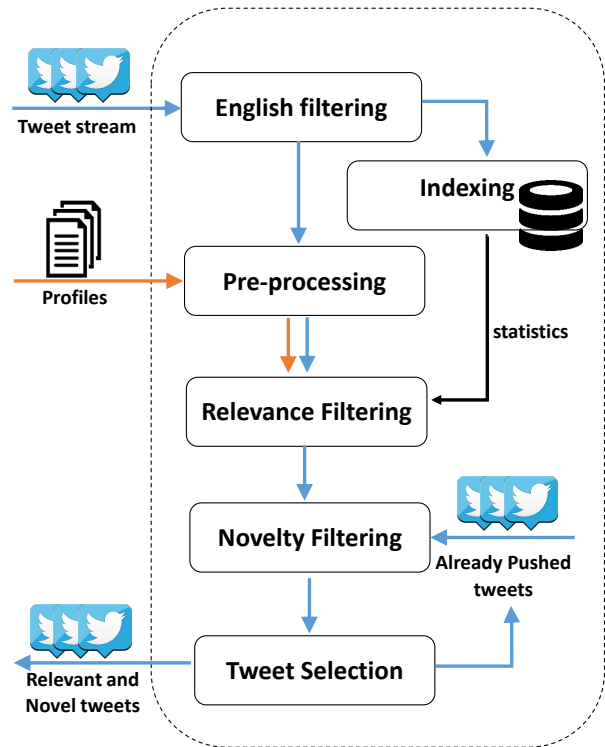 English filtering
Tweet stream
Indexing
Pre-processing
Profiles
statistics
Relevance Filtering
Novelty Filtering
Already Pushed
tweets
Tweet Selection
Relevant and
Novel tweets